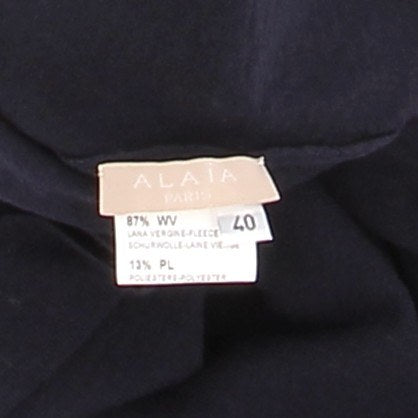 ALAÏA
PARIS
87% WV
40
LANA VERGINE-FLEECE
SCHURWOLLE-LAINE VIE
13% PL
POLIESTERE-POLYESTER